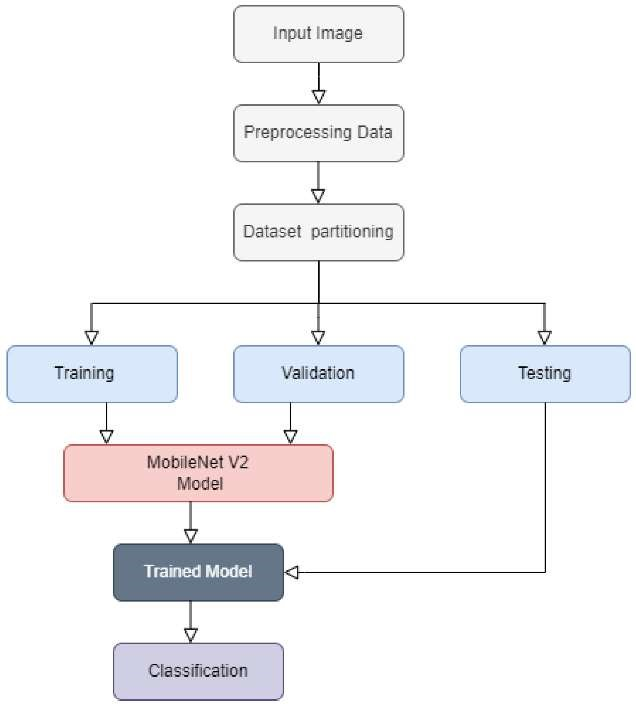 Input Image
Preprocessing Data
Dataset partitioning
Training
Validation
Testing
MobileNet V2
Model
Trained Model
Classification